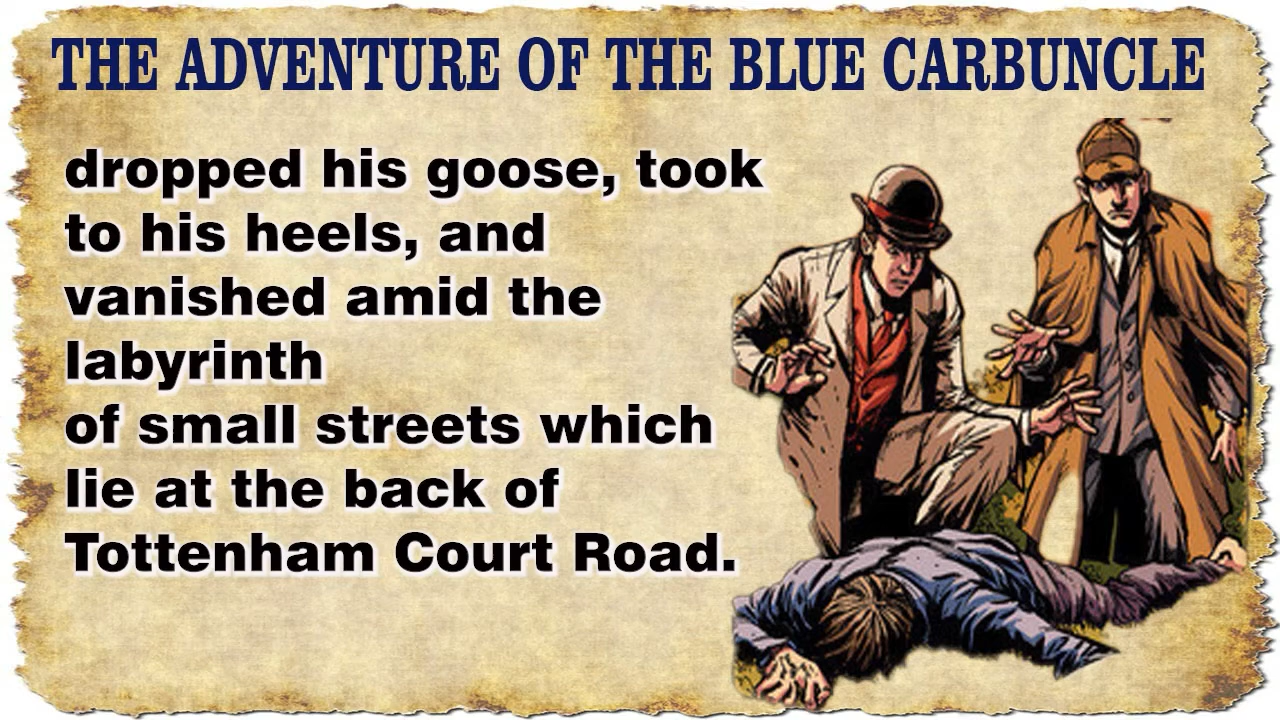 THE ADVENTURE OF THE BLUE CARBUNCLE
dropped his goose, took
to his heels, and
vanished amid the
labyrinth
of small streets which
lie at the back of
Tottenham Court Road.